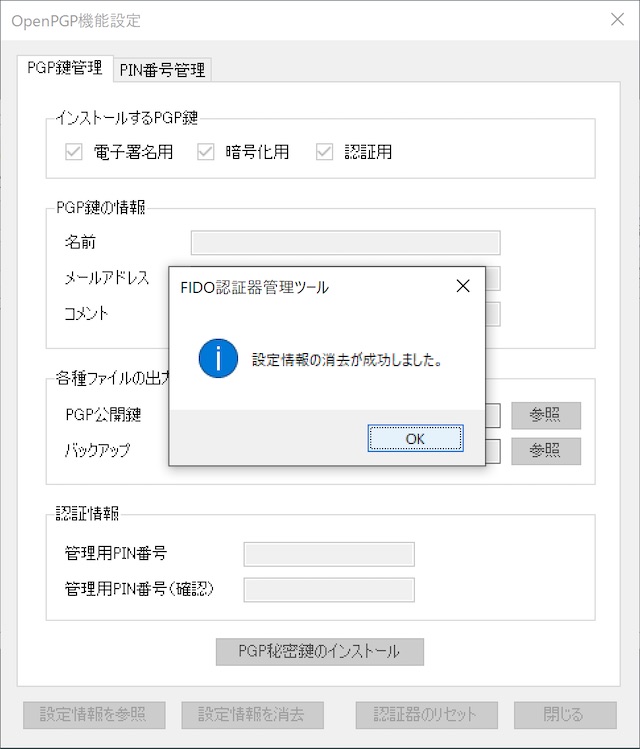 OpenPGP機能設定
PGP鍵管理 PIN番号管理
インストールするPGP鍵
電子署名用 暗号化用 認証用
PGP鍵の情報
名前
メールアドレス
コメント
FIDO認証器管理ツール
設定情報の消去が成功しました。
OK
各種ファイルの出力
PGP公開鍵 参照
バックアップ 参照
認証情報
管理用PIN番号
管理用PIN番号(確認)
PGP秘密鍵のインストール
設定情報を参照 設定情報を消去 認証器のリセット 閉じる